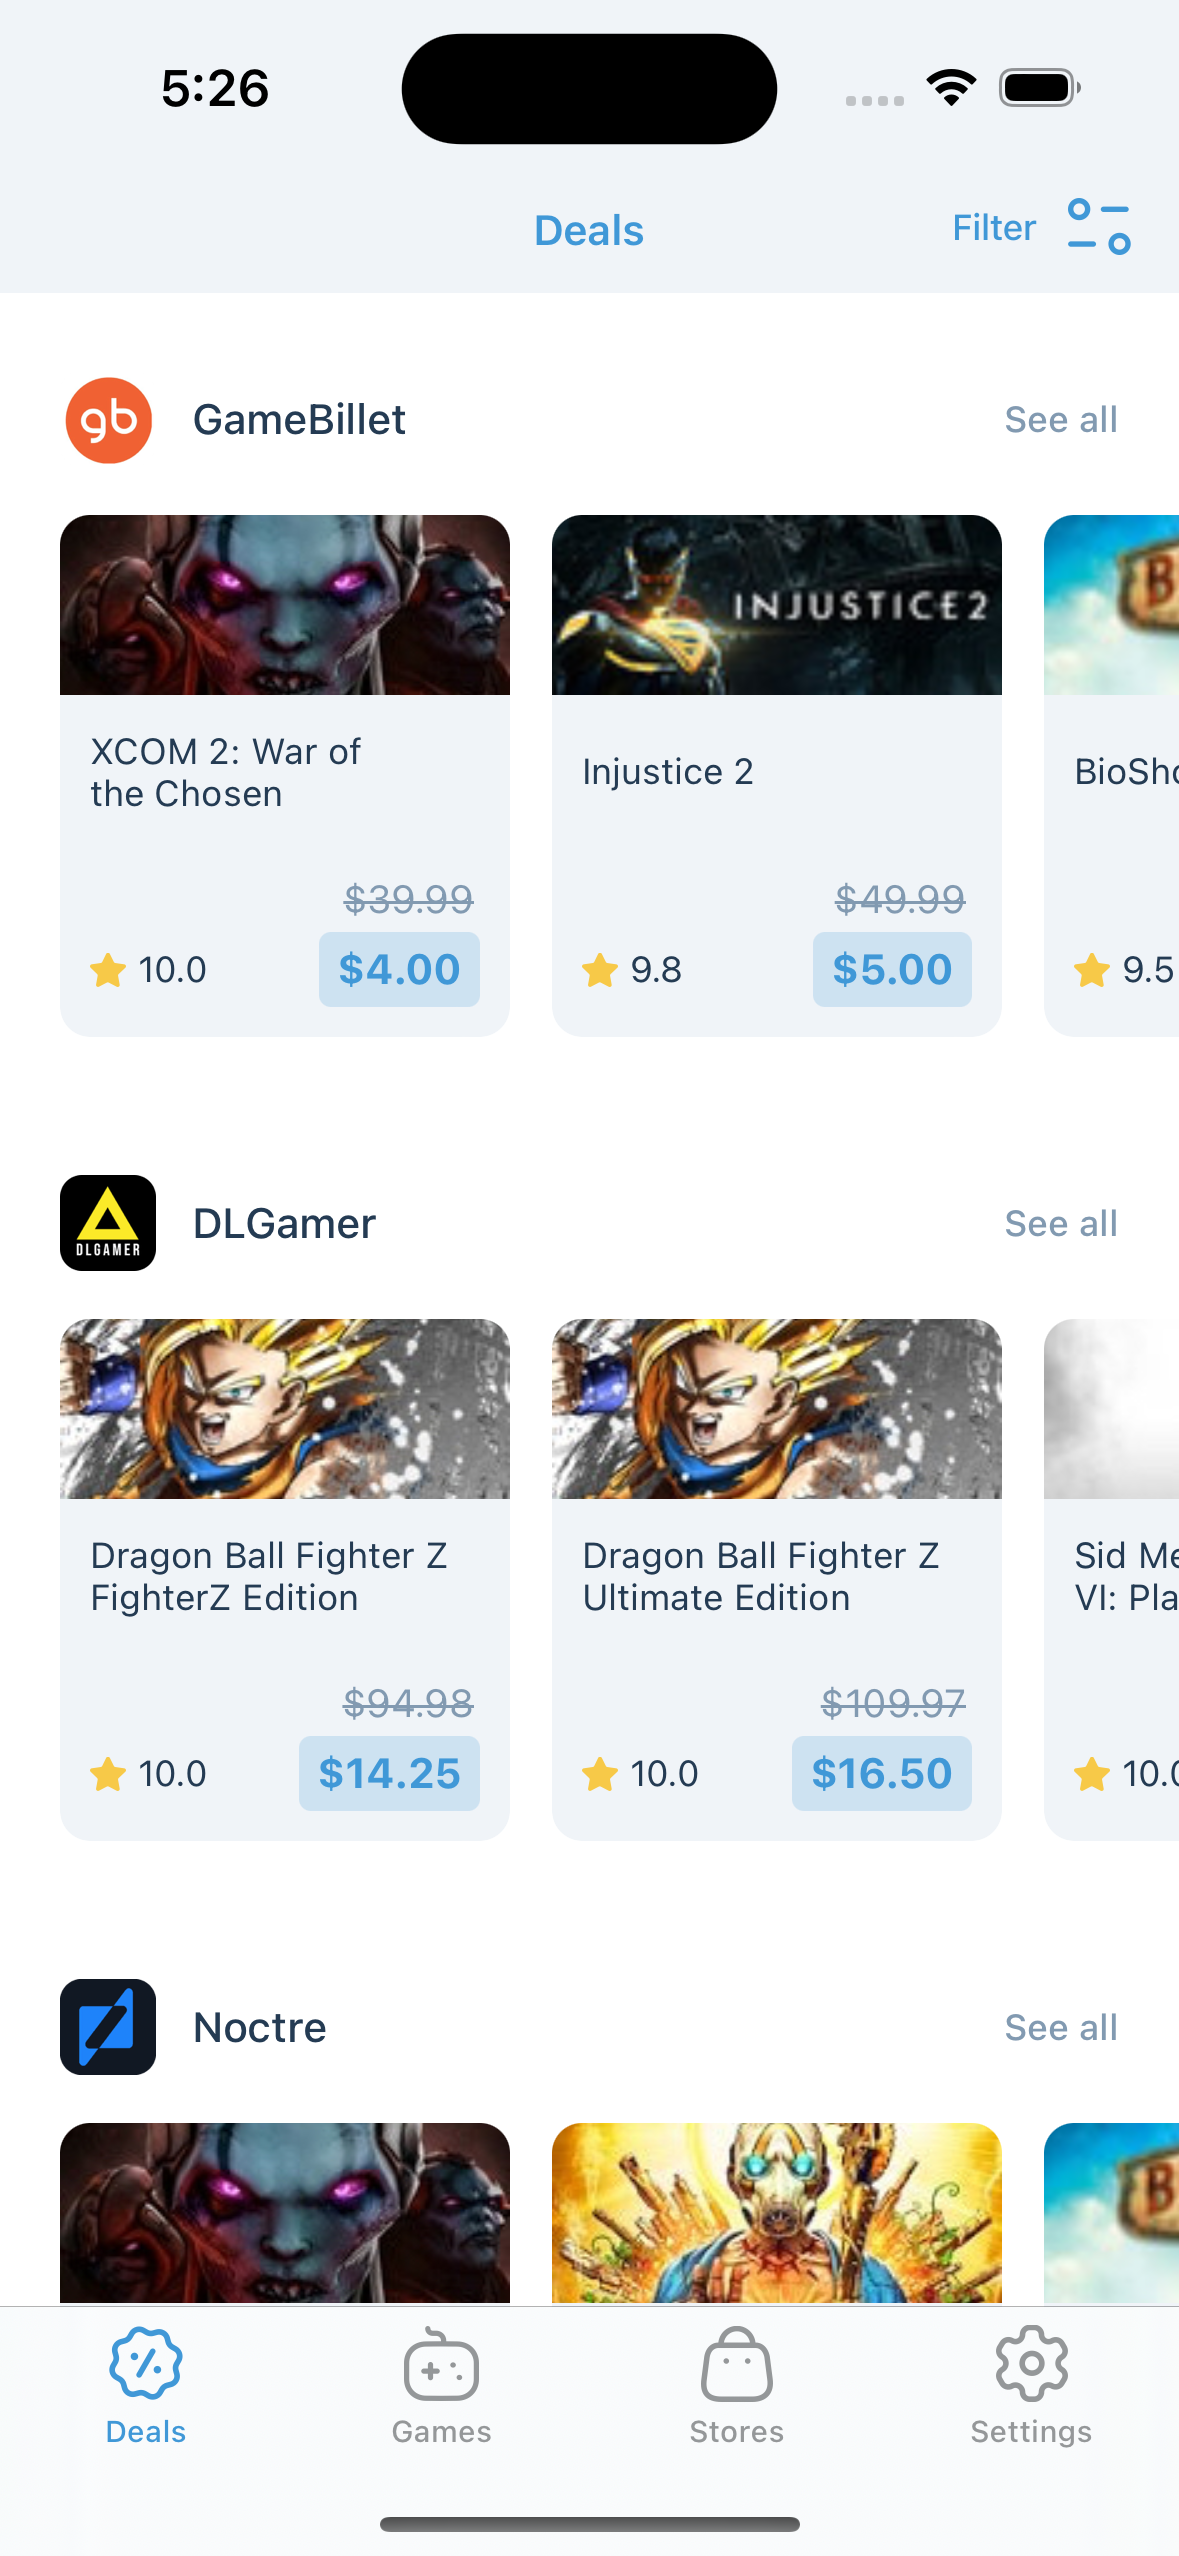 5:26
Deals
Filter
gb
GameBillet
See all
INJUSTICE 2
B
XCOM 2: War of
the Chosen
Injustice 2
BioSho
$39.99
$49.99
10.0
$4.00
9.8
$5.00
9.5
DLGAMER
DLGamer
See all
Dragon Ball Fighter Z
FighterZ Edition
Dragon Ball Fighter Z
Ultimate Edition
Sid Me
VI: Pla
$94.98
$109.97
10.0
$14.25
10.0
$16.50
10.0
Noctre
See all
B
Deals
Games
Stores
Settings